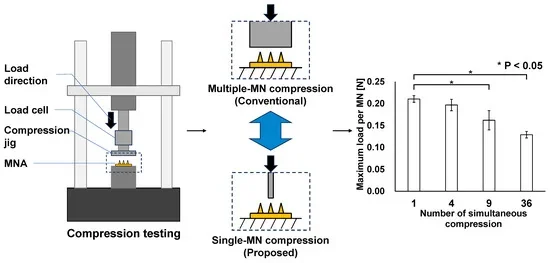 Load
direction
Load cell
Compression
jig
MNA
Compression testing
Multiple-MN compression
(Conventional)
Single-MN compression
(Proposed)
* P < 0.05
*
*
Maximum load per MN [N]
0.25
0.20
0.15
0.10
0.05
0.00
1 4 9 36
Number of simultaneous
compression